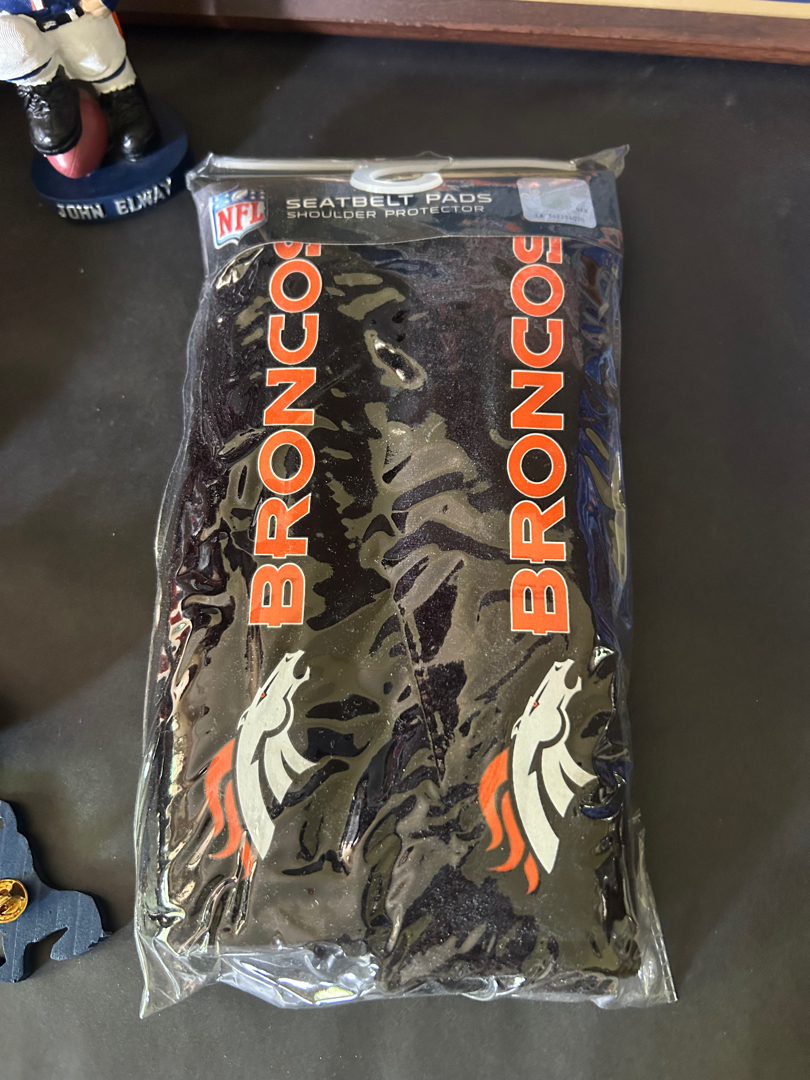 JOHN ELWAY
NFL
SEATBELT PADS
SHOULDER PROTECTOR
BRONCOS
BRONCOS